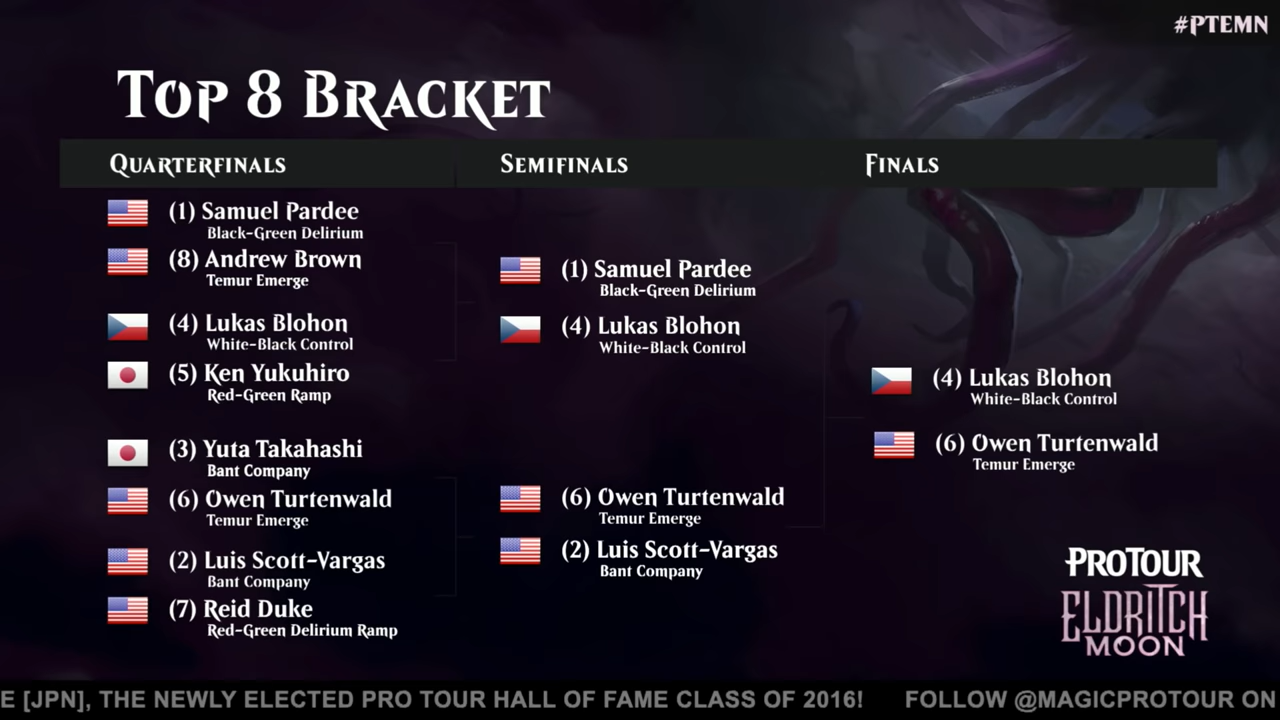 #PTEMN
Top 8 Bracket
Quarterfinals
Semifinals
Finals
(1) Samuel Pardee
Black-Green Delirium
(8) Andrew Brown
Temur Emerge
(4) Lukas Blohon
White-Black Control
(5) Ken Yukuhiro
Red-Green Ramp
(3) Yuta Takahashi
Bant Company
(6) Owen Turtenwald
Temur Emerge
(2) Luis Scott-Vargas
Bant Company
(7) Reid Duke
Red-Green Delirium Ramp
(1) Samuel Pardee
Black-Green Delirium
(4) Lukas Blohon
White-Black Control
(6) Owen Turtenwald
Temur Emerge
(2) Luis Scott-Vargas
Bant Company
(4) Lukas Blohon
White-Black Control
(6) Owen Turtenwald
Temur Emerge
PROTOUR
ELDRITCH
MOON
E [JPN], THE NEWLY ELECTED PRO TOUR HALL OF FAME CLASS OF 2016! FOLLOW @MAGICPROTOUR ON